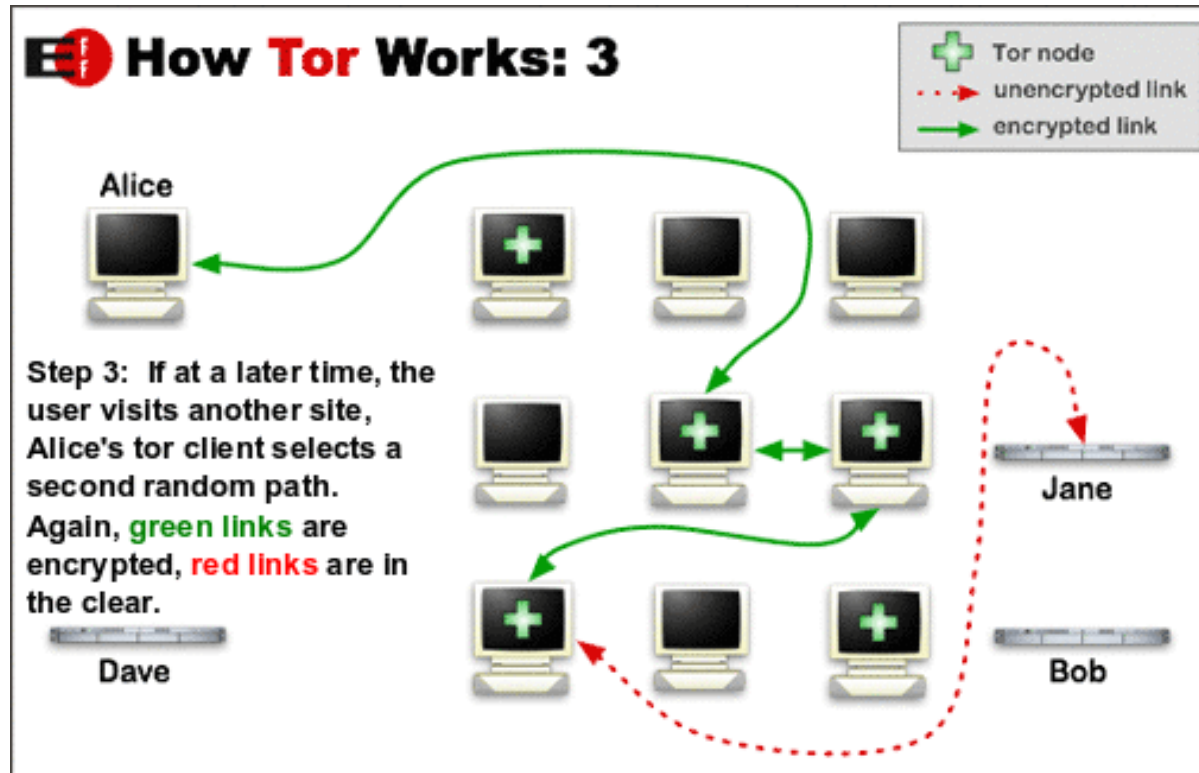 EFF How Tor Works: 3
Tor node
unencrypted link
encrypted link
Alice
Step 3: If at a later time, the
user visits another site,
Alice's tor client selects a
second random path.
Again, green links are
encrypted, red links are in
the clear.
Jane
Dave
Bob